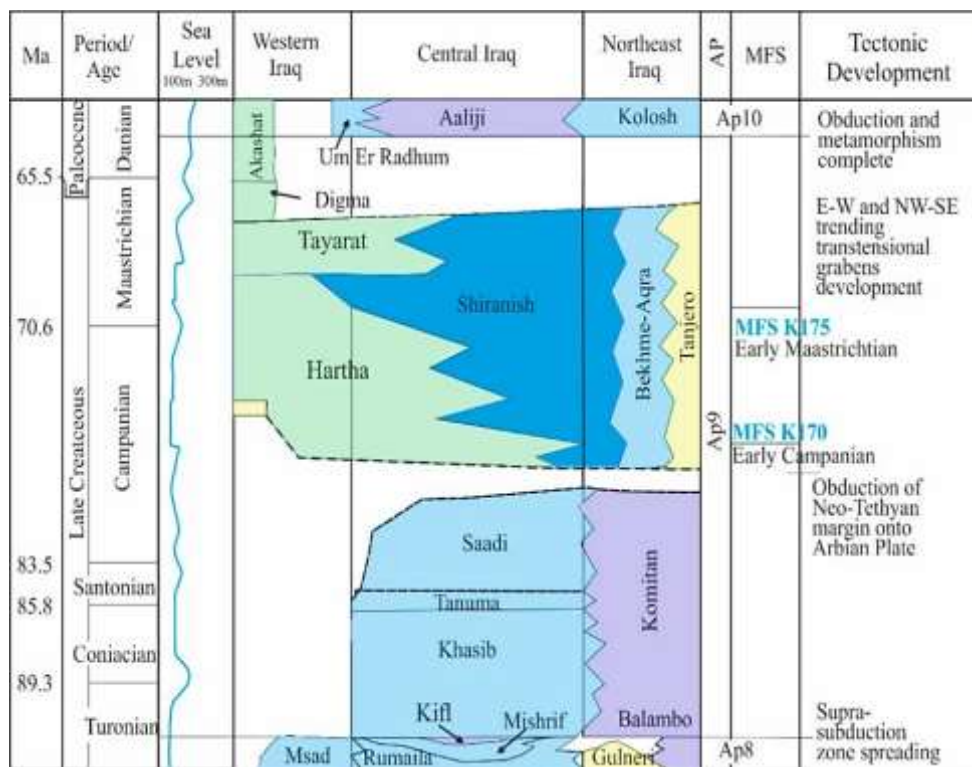 Ma
Period/
Age
Sea
Level
100m 300m
Western
Iraq
Central Iraq
Northeast
Iraq
AP
MFS
Tectonic
Development
65.5
70.6
83.5
85.8
89.3
Paleocene
Late Creatceous
Danian
Maastrichian
Campanian
Santonian
Coniacian
Turonian
Akashat
Um Er Radhum
Aaliji
Kolosh
Digma
Tayarat
Shiranish
Hartha
Bekhme-Aqra
Tanjero
Saadi
Tanuma
Khasib
Komitan
Kifl
Mishrif
Balambo
Msad
Rumaila
Gulneri
Ap10
Ap9
Ap8
MFS K175
Early Maastrichtian
MFS K170
Early Campanian
Obduction and
metamorphism
complete
E-W and NW-SE
trending
transtensional
grabens
development
Obduction of
Neo-Tethyan
margin onto
Arbian Plate
Supra-
subduction
zone spreading